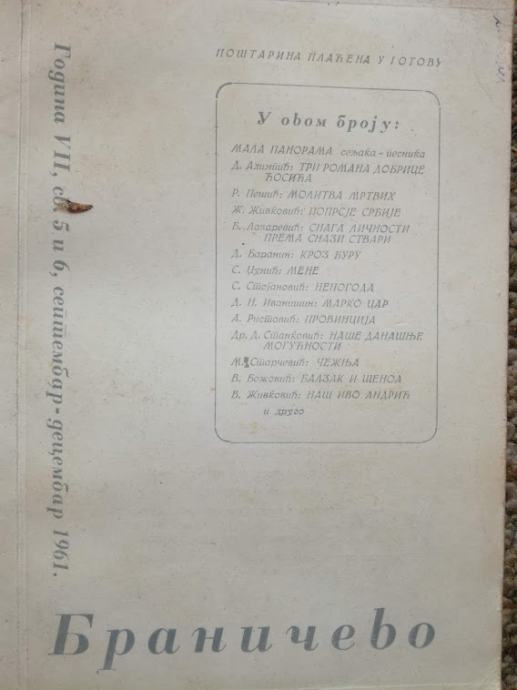 ПОШТАРИНА ПЛАЋЕНА У ГОТОВУ
У овом броју:
МАЛА ПАНОРАМА сељака - песника
Д. Алимпић: ТРИ РОМАНА ДОБРИЦЕ
ЋОСИЋА
Р. Пешић: МОЛИТВА МРТВИХ
Ж. Живковић: ПОПРСЈЕ СРБИЈЕ
Б. Лазаревић: СНАГА ЛИЧНОСТИ
ПРЕМА СНАЗИ СТВАРИ
Д. Баранин: КРОЗ БУРУ
С. МЕНЕ
С. Стојановић: НЕПОГОДА
Д. Н. Иванишин: МАРКО ЦАР
А. Ристовић: ПРОВИНЦИЈА
Др. Д. Станковић: НАШЕ ДАНАШЊЕ
МОГУЋНОСТИ
М. Старчевић: ЧЕЖЊА
В. Божовић: БАЛЗАК И ШЕНОА
В. Живковић: НАШ ИВО АНДРИЋ
и друго
Година VII, св. 5 и 6, септембар - децембар 1961.
Браничево